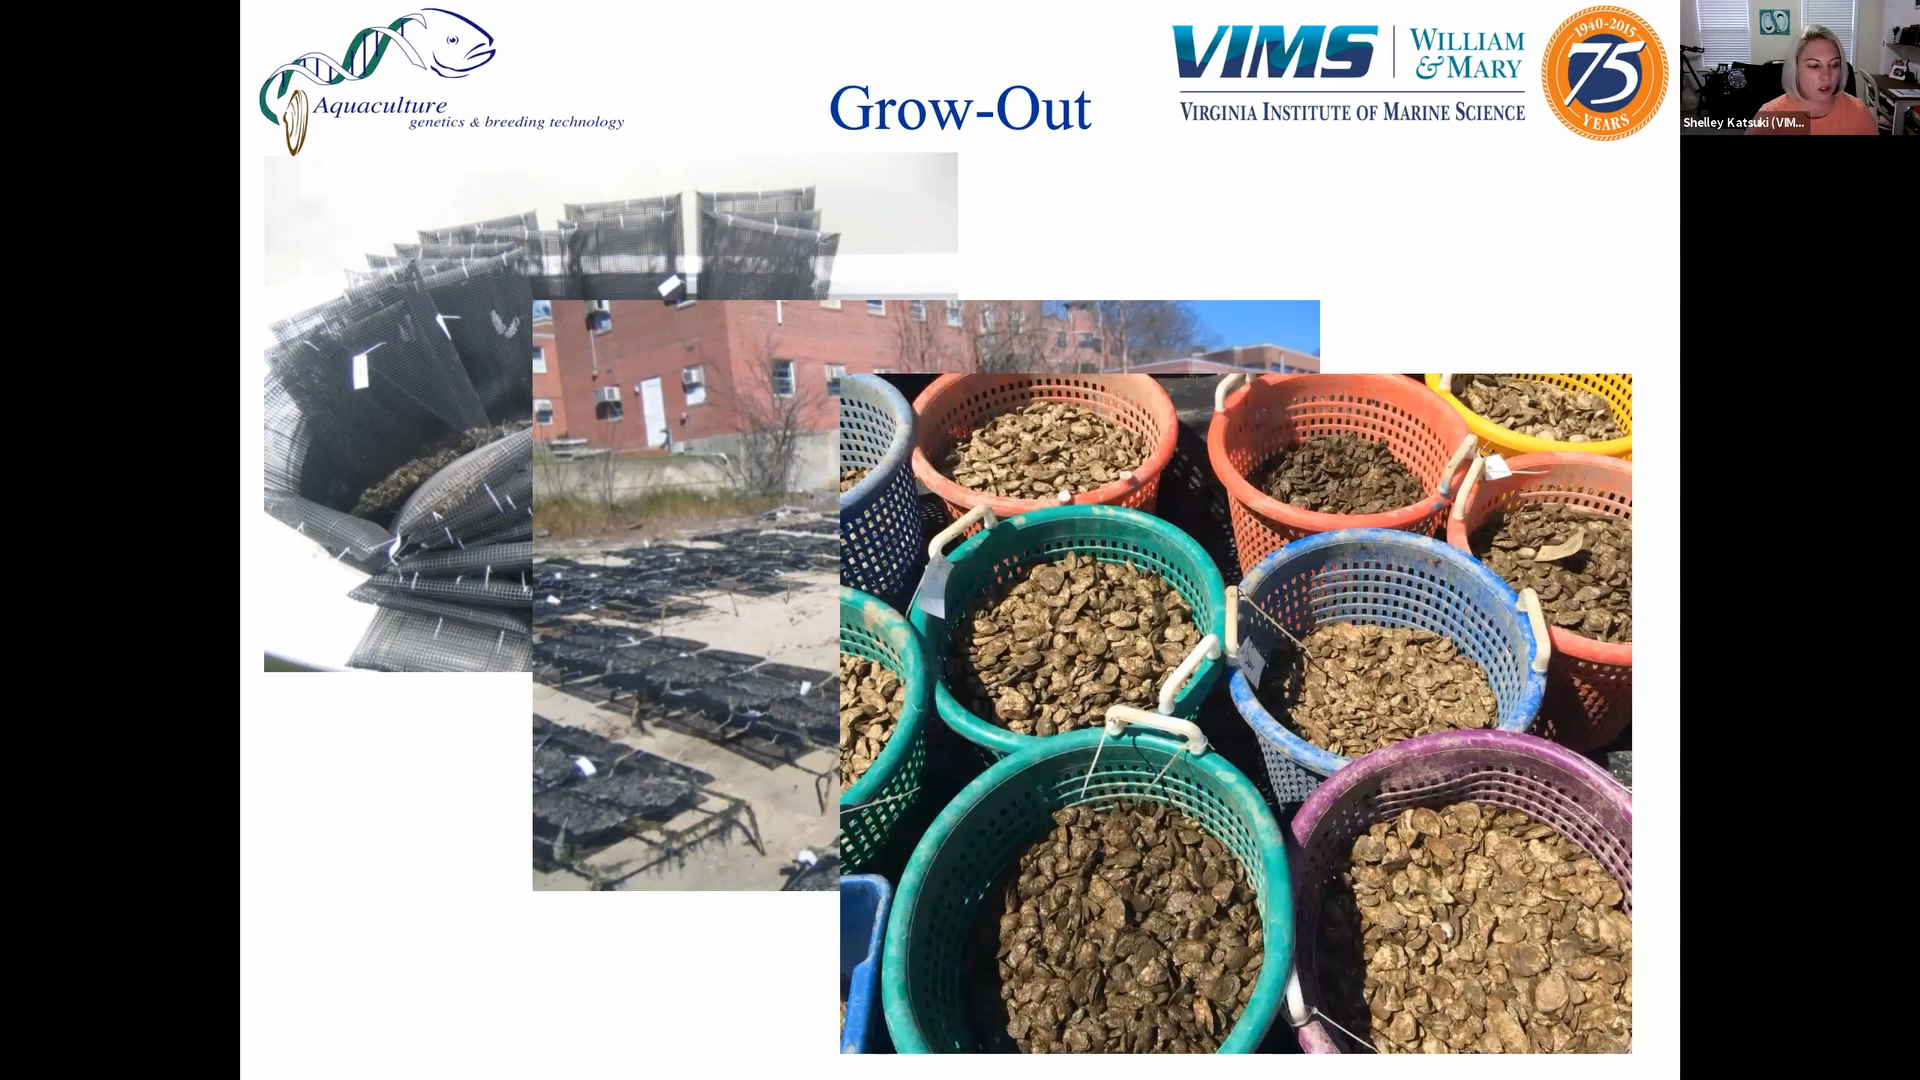 Aquaculture
genetics & breeding technology
Grow-Out
VIMS
WILLIAM
& MARY
VIRGINIA INSTITUTE OF MARINE SCIENCE
1940-2015
75
YEARS
Shelley Katsuki (VIM...